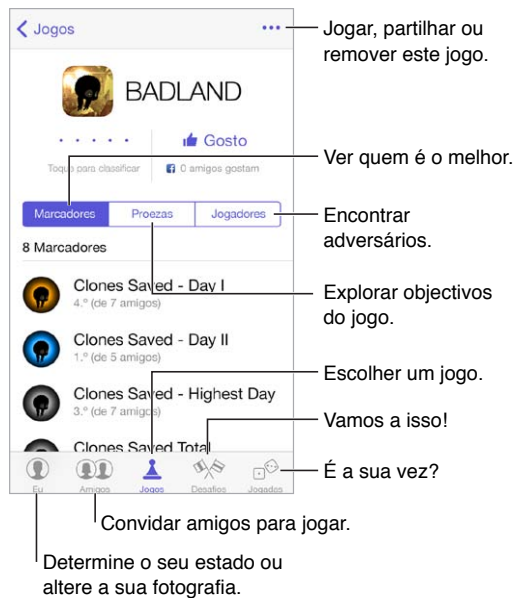 Jogos
BADLAND
Gosto
Toque para classificar
0 amigos gostam
Marcadores
Proezas
Jogadores
8 Marcadores
Clones Saved - Day I
4.º (de 7 amigos)
Clones Saved - Day II
1.º (de 5 amigos)
Clones Saved - Highest Day
3.º (de 7 amigos)
Clones Saved Total
Eu
Amigos
Jogos
Desafios
Jogadas
Jogar, partilhar ou
remover este jogo.
Ver quem é o melhor.
Encontrar
adversários.
Explorar objectivos
do jogo.
Escolher um jogo.
Vamos a isso!
É a sua vez?
Convidar amigos para jogar.
Determine o seu estado ou
altere a sua fotografia.